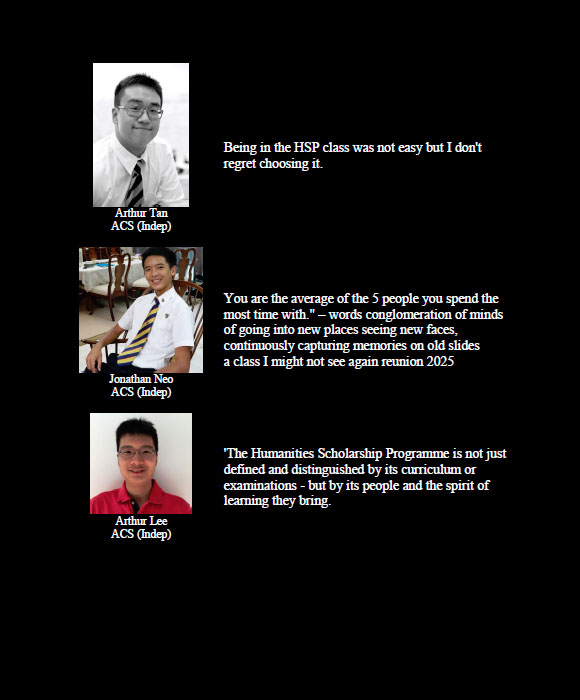 Being in the HSP class was not easy but I don't
regret choosing it.
Arthur Tan
ACS (Indep)
You are the average of the 5 people you spend the
most time with." – words conglomeration of minds
of going into new places seeing new faces,
continuously capturing memories on old slides
a class I might not see again reunion 2025
Jonathan Neo
ACS (Indep)
'The Humanities Scholarship Programme is not just
defined and distinguished by its curriculum or
examinations - but by its people and the spirit of
learning they bring.
Arthur Lee
ACS (Indep)